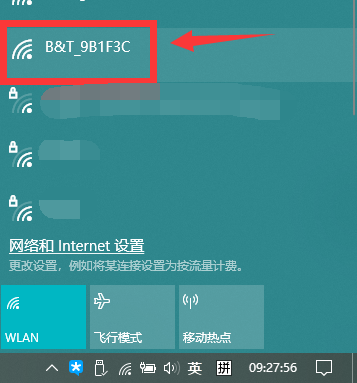 B&T_9B1F3C
网络和 Internet 设置
更改设置，例如将某连接设置为按流量计费。
WLAN
飞行模式
移动热点
英
拼
09:27:56